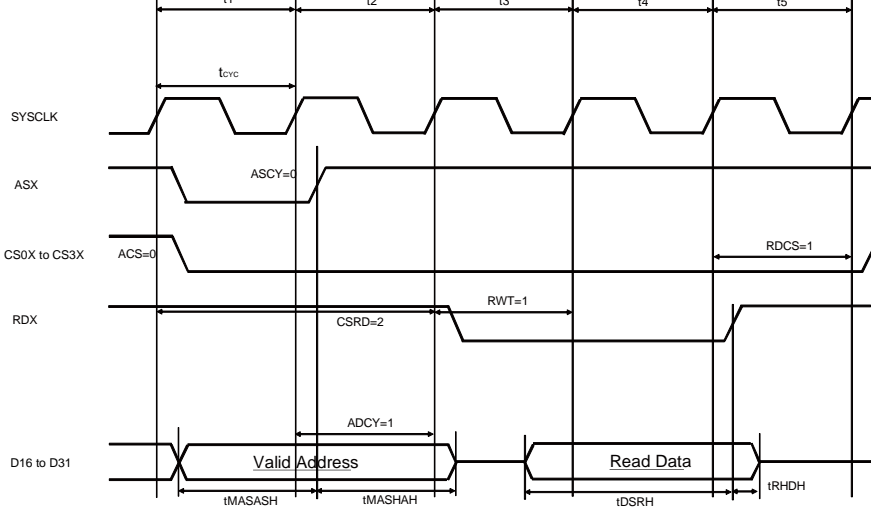 t1 t2 t3 t4 t5
tCYC
SYSCLK
ASX ASCY=0
CS0X to CS3X ACS=0 RDCS=1
RDX CSRD=2 RWT=1
ADCY=1
D16 to D31 Valid Address Read Data
tMASASH tMASHAH tDSRH tRHDH